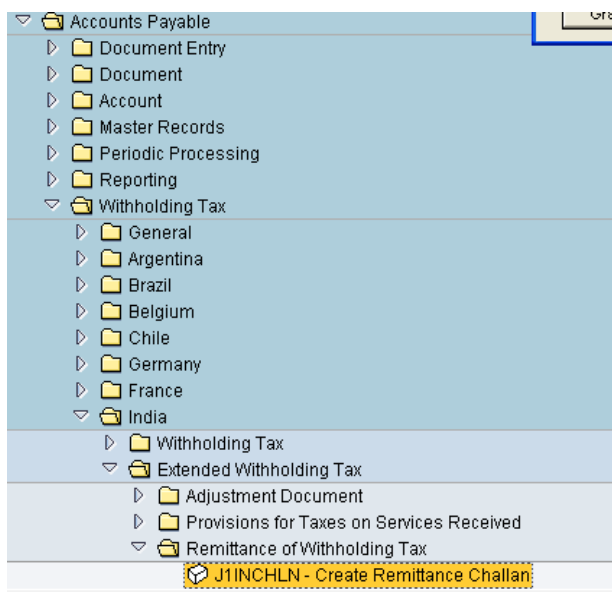 Accounts Payable
Document Entry
Document
Account
Master Records
Periodic Processing
Reporting
Withholding Tax
General
Argentina
Brazil
Belgium
Chile
Germany
France
India
Withholding Tax
Extended Withholding Tax
Adjustment Document
Provisions for Taxes on Services Received
Remittance of Withholding Tax
J1INCHLN - Create Remittance Challan